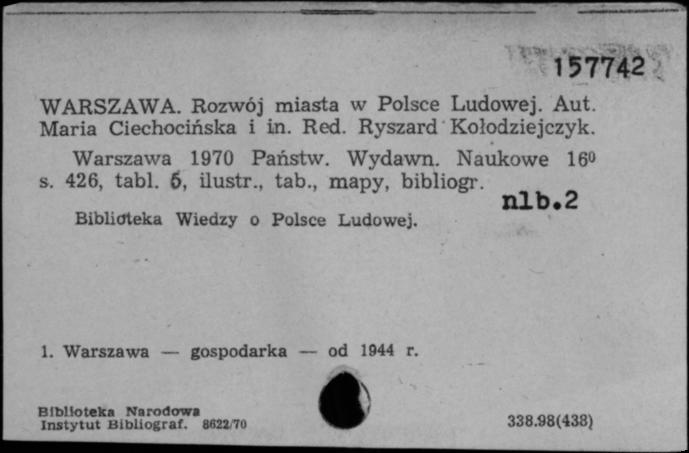 157742
WARSZAWA. Rozwój miasta w Polsce Ludowej. Aut.
Maria Ciechocińska i in. Red. Ryszard Kołodziejczyk.
Warszawa 1970 Państw. Wydawn. Naukowe 16⁰
s. 426, tabl. 6, ilustr., tab., mapy, bibliogr.
nlb.2
Biblioteka Wiedzy o Polsce Ludowej.
1. Warszawa — gospodarka — od 1944 r.
Biblioteka Narodowa
Instytut Bibliograf. 8622/70
338.98(438)